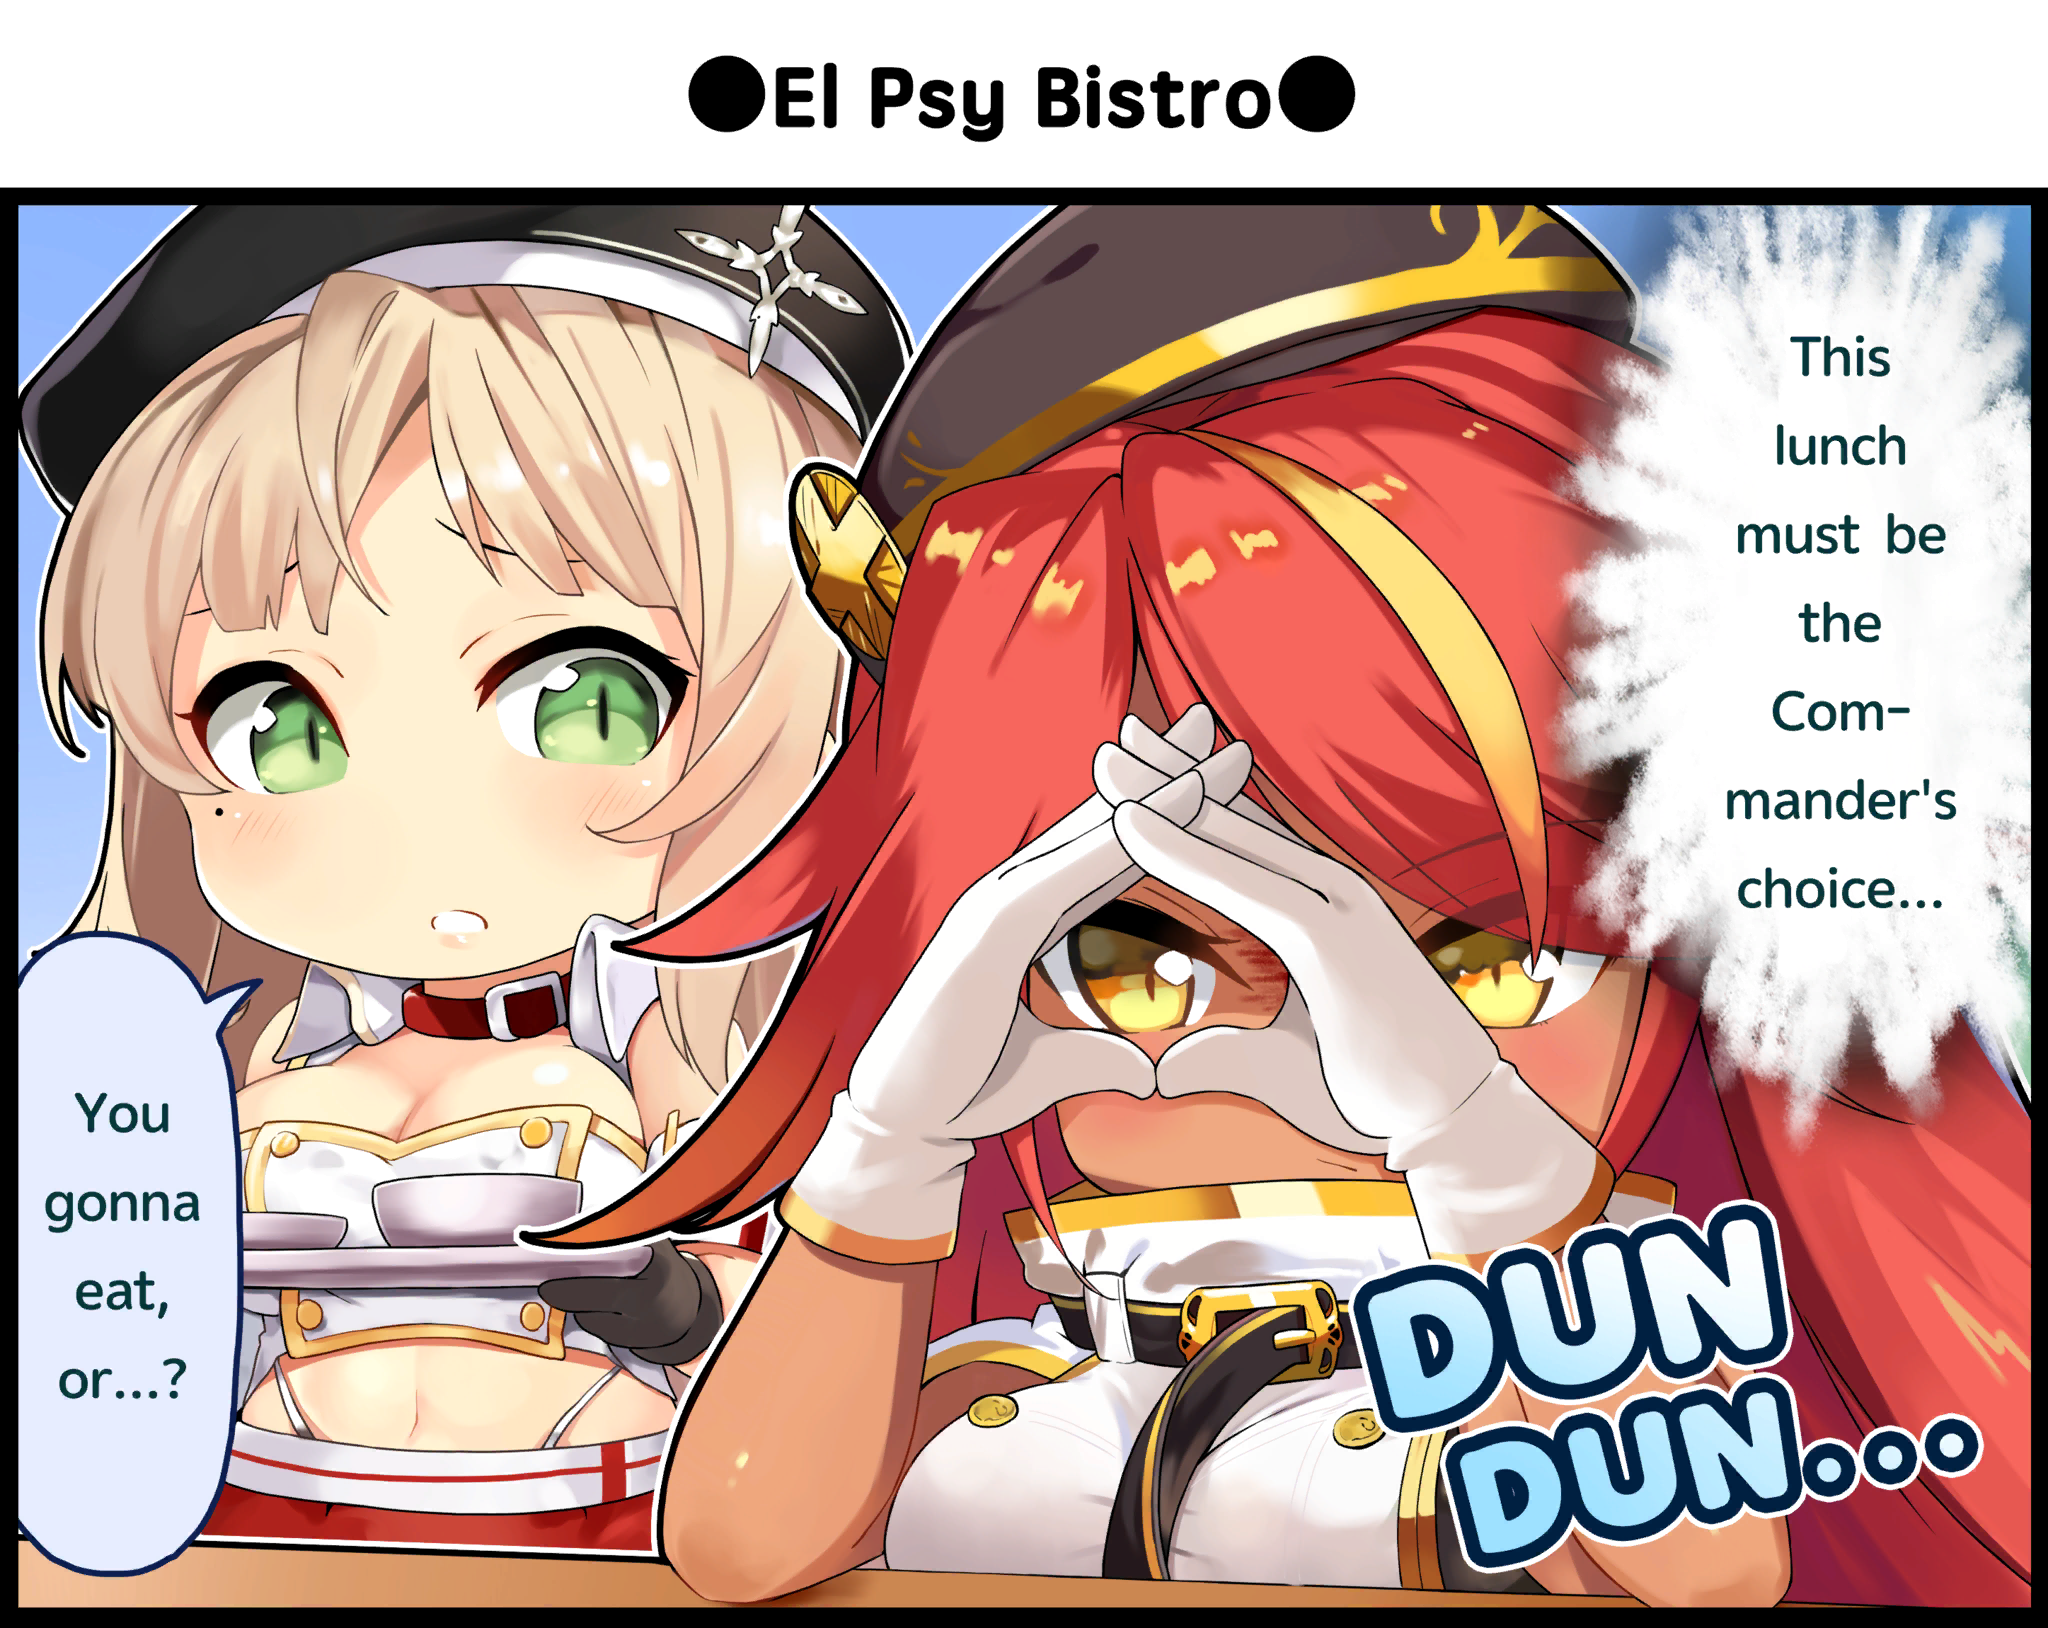 ●El Psy Bistro●
You
gonna
eat,
or...?
This
lunch
must be
the
Com-
mander's
choice...
DUN
DUN...